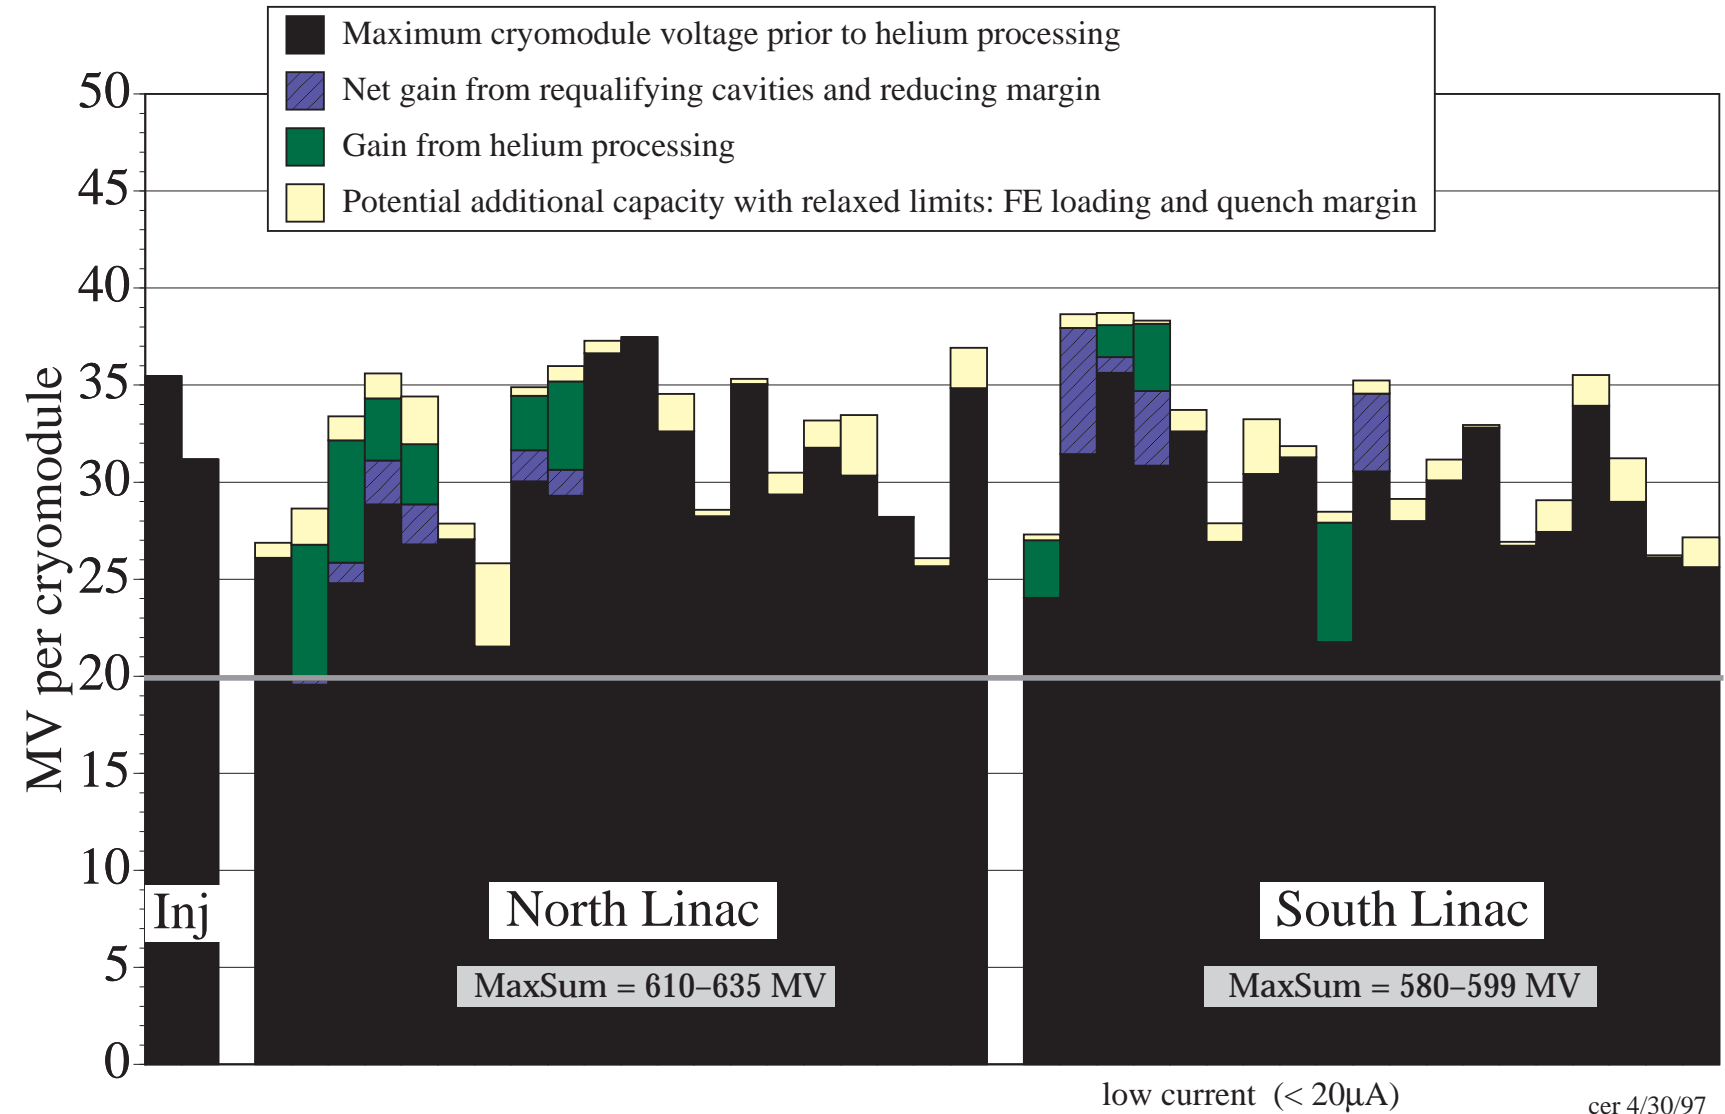 Maximum cryomodule voltage prior to helium processing
Net gain from requalifying cavities and reducing margin
Gain from helium processing
Potential additional capacity with relaxed limits: FE loading and quench margin
MV per cryomodule
50
45
40
35
30
25
20
15
10
5
0
Inj
North Linac
South Linac
MaxSum = 610–635 MV
MaxSum = 580–599 MV
low current (< 20μA)
cer 4/30/97